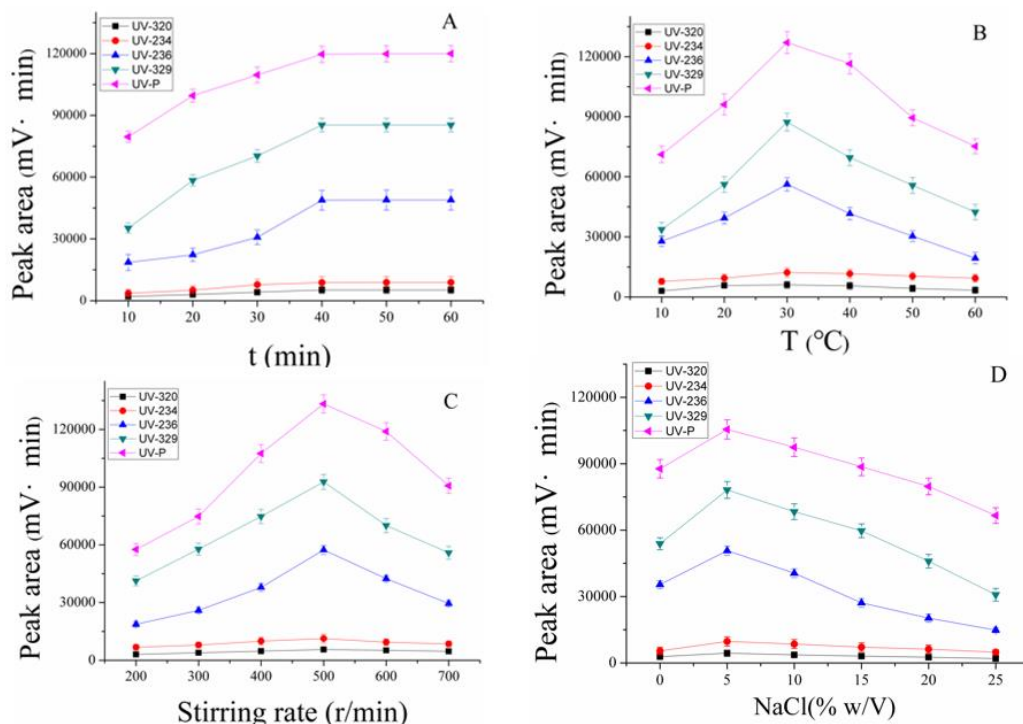 A
UV-320
UV-234
UV-236
UV-329
UV-P
120000
90000
60000
30000
0
Peak area (mV· min)
10 20 30 40 50 60
t (min)
B
UV-320
UV-234
UV-236
UV-329
UV-P
120000
90000
60000
30000
0
Peak area (mV· min)
10 20 30 40 50 60
T (°C)
C
UV-320
UV-234
UV-236
UV-329
UV-P
120000
90000
60000
30000
0
Peak area (mV· min)
200 300 400 500 600 700
Stirring rate (r/min)
D
UV-320
UV-234
UV-236
UV-329
UV-P
120000
90000
60000
30000
0
Peak area (mV· min)
0 5 10 15 20 25
NaCl(% w/V)